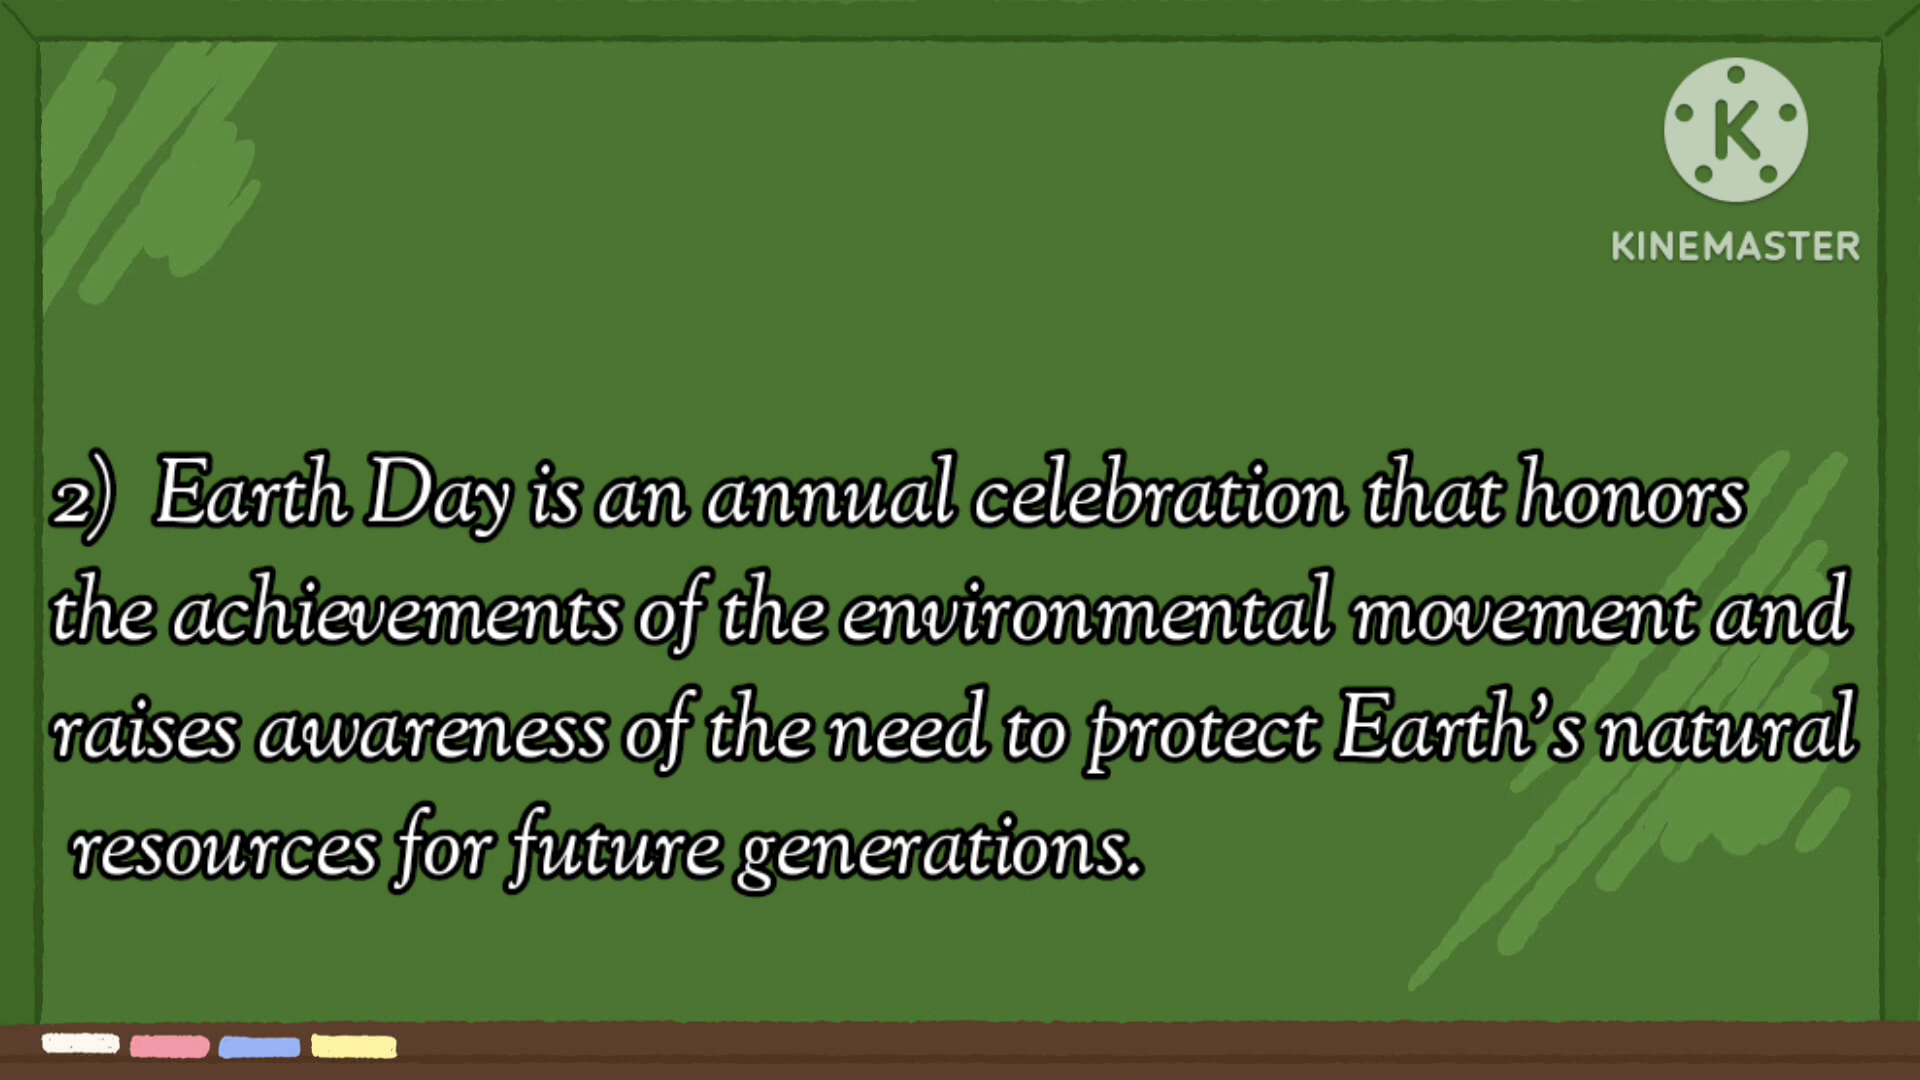 K
KINEMASTER
2) Earth Day is an annual celebration that honors
the achievements of the environmental movement and
raises awareness of the need to protect Earth's natural
resources for future generations.